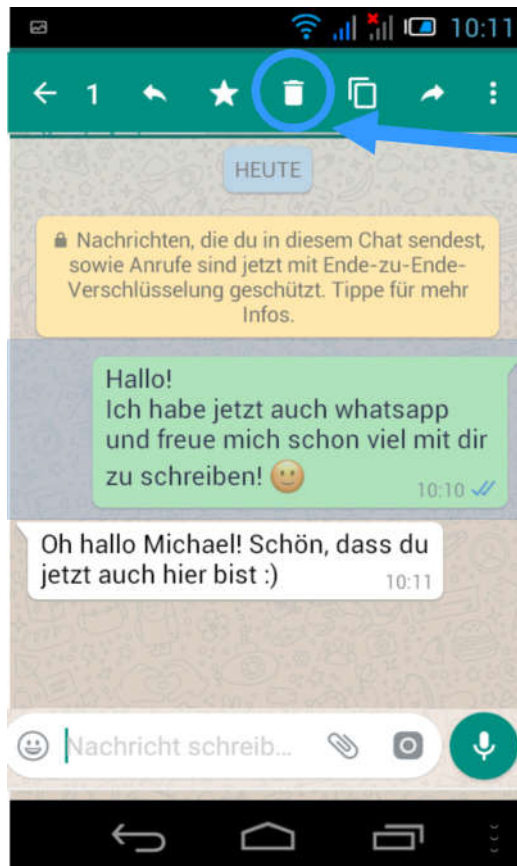 10:11
1
HEUTE
Nachrichten, die du in diesem Chat sendest,
sowie Anrufe sind jetzt mit Ende-zu-Ende-
Verschlüsselung geschützt. Tippe für mehr
Infos.
Hallo!
Ich habe jetzt auch whatsapp
und freue mich schon viel mit dir
zu schreiben! 🙂
10:10
Oh hallo Michael! Schön, dass du
jetzt auch hier bist :)
10:11
Nachricht schreib...